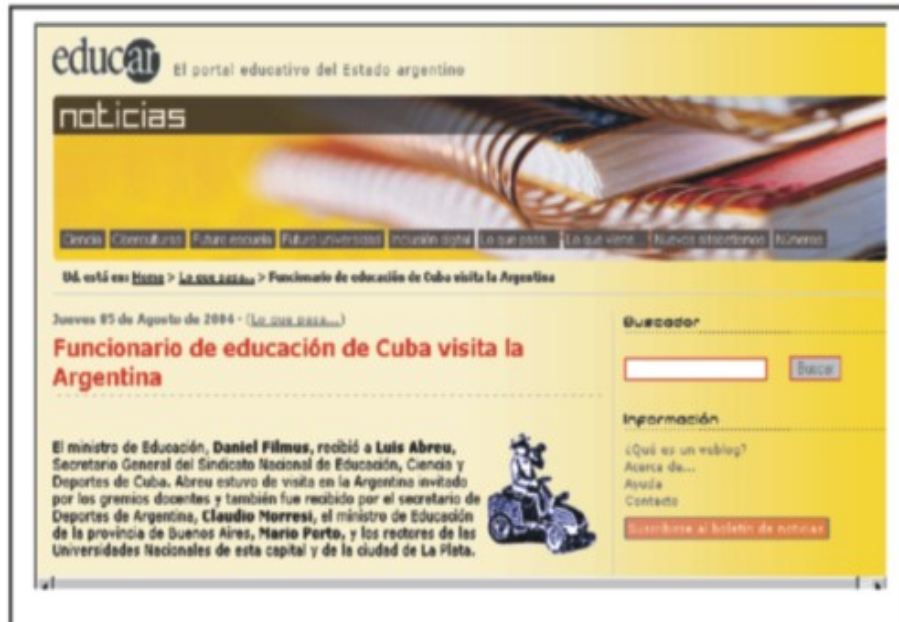 educar El portal educativo del Estado argentino
noticias
Ciencia Ciberculturas Futuro escuela Futuro universidad Inclusión digital Lo que pasa... Lo que viene... Nuevos Números
Ud. está en: Home > Lo que pasa... > Funcionario de educación de Cuba visita la Argentina
Jueves 05 de Agosto de 2004 - (Lo que pasa...)
Funcionario de educación de Cuba visita la
Argentina
El ministro de Educación, Daniel Filmus, recibió a Luis Abreu,
Secretario General del Sindicato Nacional de Educación, Ciencia y
Deportes de Cuba. Abreu estuvo de visita en la Argentina invitado
por los gremios docentes y también fue recibido por el secretario de
Deportes de Argentina, Claudio Morresi, el ministro de Educación
de la provincia de Buenos Aires, Mario Porto, y los rectores de las
Universidades Nacionales de esta capital y de la ciudad de La Plata.
Buscador
Buscar
Información
¿Qué es un weblog?
Acerca de...
Ayuda
Contacto
Suscribirse al boletín de noticias